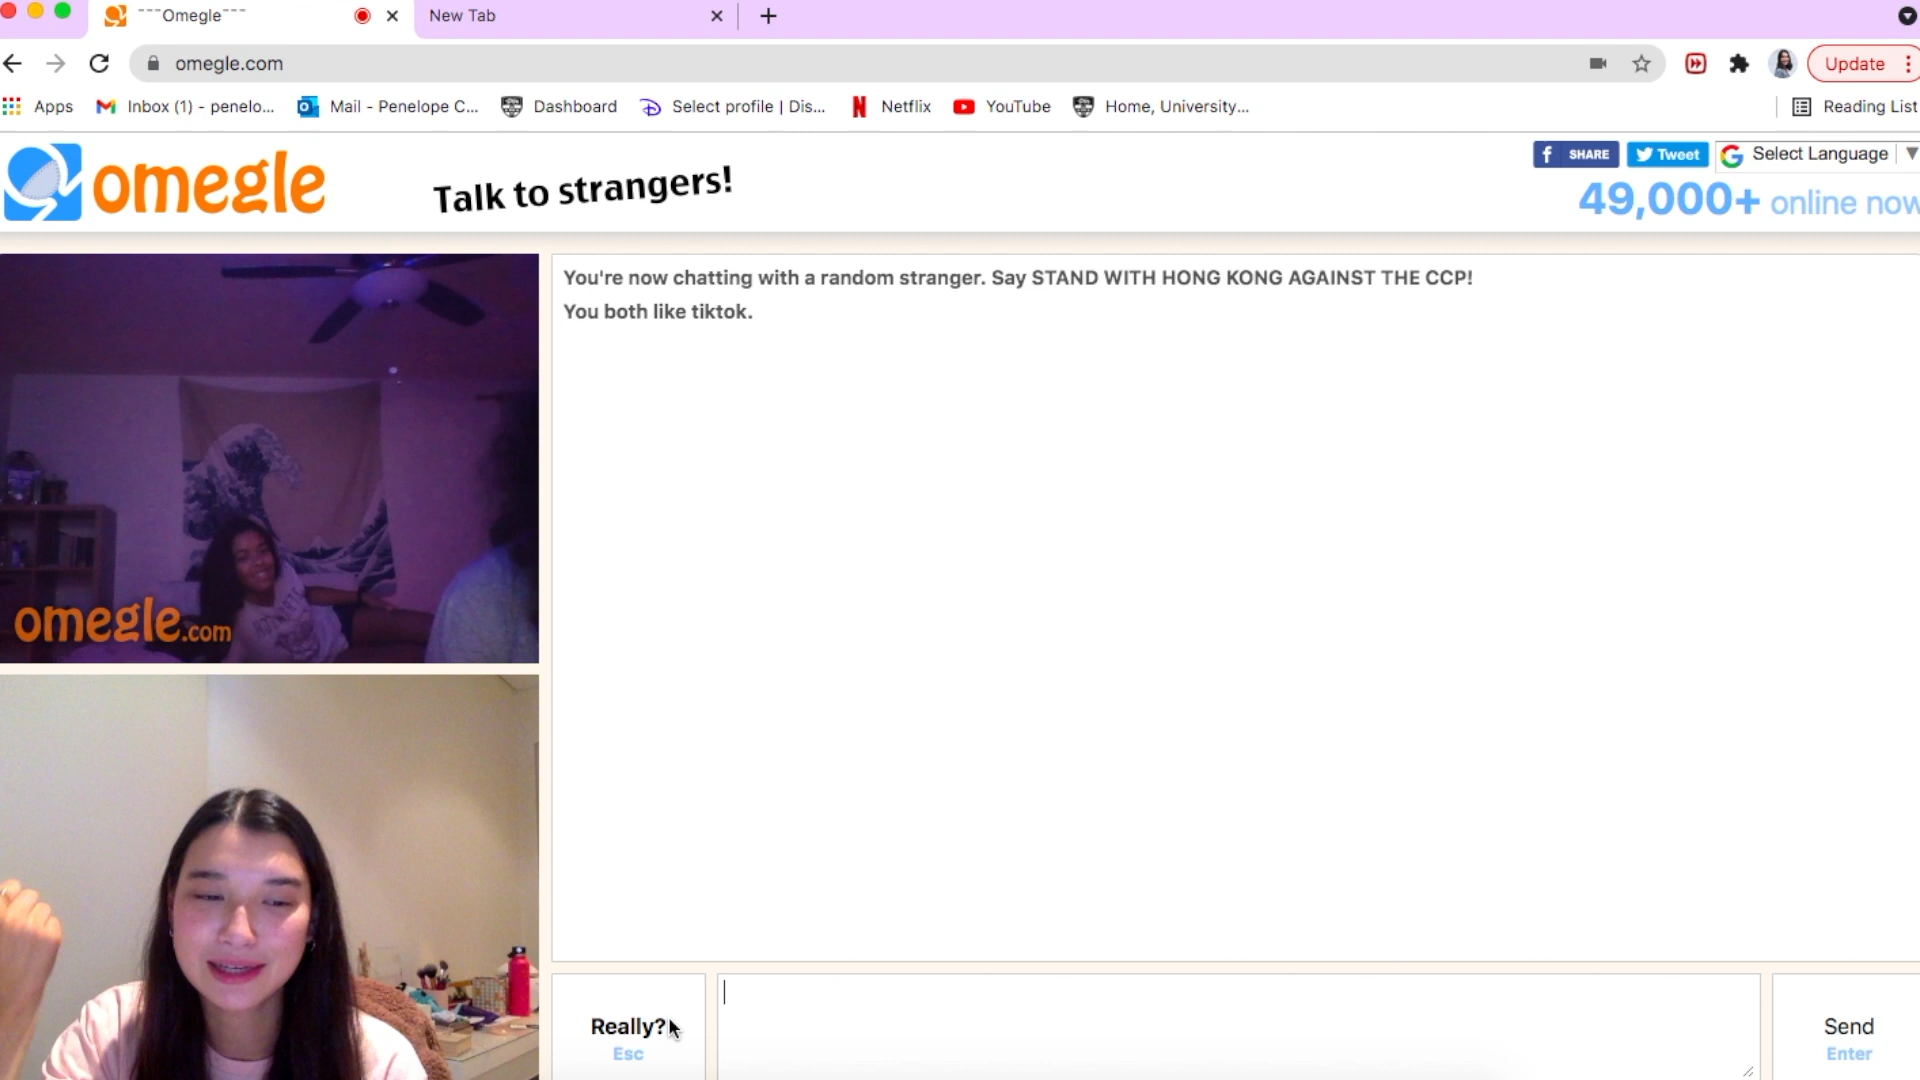 ---Omegle---
New Tab
omegle.com
Update
Apps
Inbox (1) - penelo...
Mail - Penelope C...
Dashboard
Select profile | Dis...
Netflix
YouTube
Home, University...
Reading List
omegle
Talk to strangers!
SHARE
Tweet
Select Language
49,000+ online now
You're now chatting with a random stranger. Say STAND WITH HONG KONG AGAINST THE CCP!
You both like tiktok.
omegle.com
Really?
Esc
Send
Enter